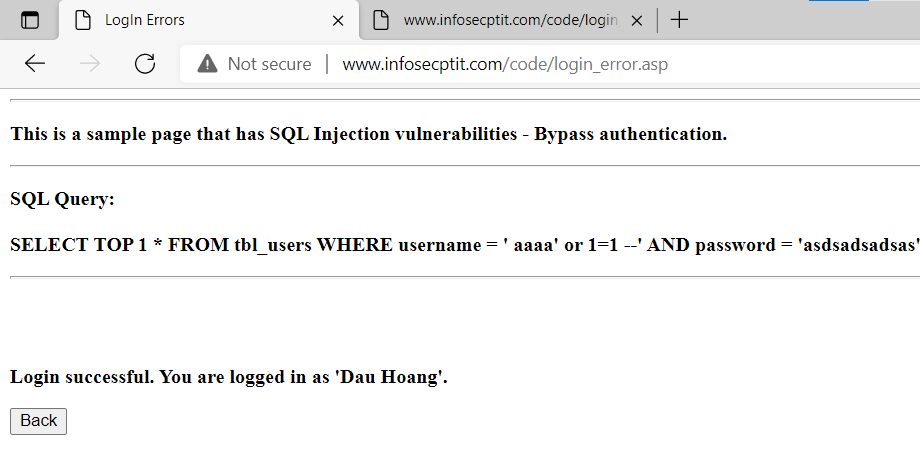 LogIn Errors
www.infosecptit.com/code/login
Not secure | www.infosecptit.com/code/login_error.asp
This is a sample page that has SQL Injection vulnerabilities - Bypass authentication.
SQL Query:
SELECT TOP 1 * FROM tbl_users WHERE username = ' aaaa' or 1=1 --' AND password = 'asdsadsadsas'
Login successful. You are logged in as 'Dau Hoang'.
Back